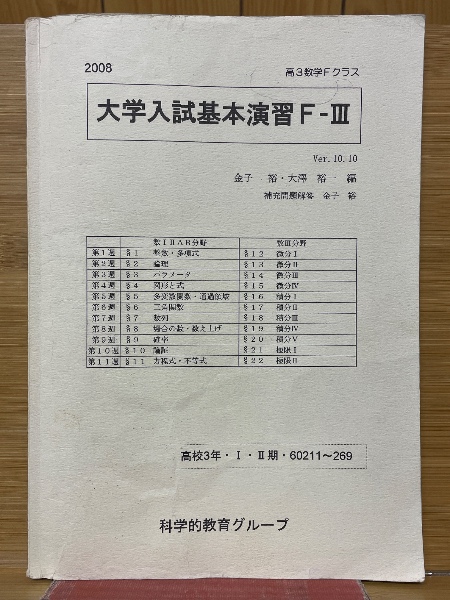 2008
高3数学Fクラス
大学入試基本演習F-Ⅲ
Ver.10.10
金子 裕・大澤 裕一 編
補充問題解答 金子 裕
数ⅠⅡAB分野 数Ⅲ分野
第1週 §1 整数・多項式 §12 微分Ⅰ
第2週 §2 論理 §13 微分Ⅱ
第3週 §3 パラメータ §14 微分Ⅲ
第4週 §4 図形と式 §15 微分Ⅳ
第5週 §5 多変数関数・通過領域 §16 積分Ⅰ
第6週 §6 三角関数 §17 積分Ⅱ
第7週 §7 数列 §18 積分Ⅲ
第8週 §8 場合の数・数え上げ §19 積分Ⅳ
第9週 §9 確率 §20 積分Ⅴ
第10週 §10 §21 極限Ⅰ
第11週 §11 方程式・不等式 §22 極限Ⅱ
高校3年・Ⅰ・Ⅱ期・60211~269
科学的教育グループ